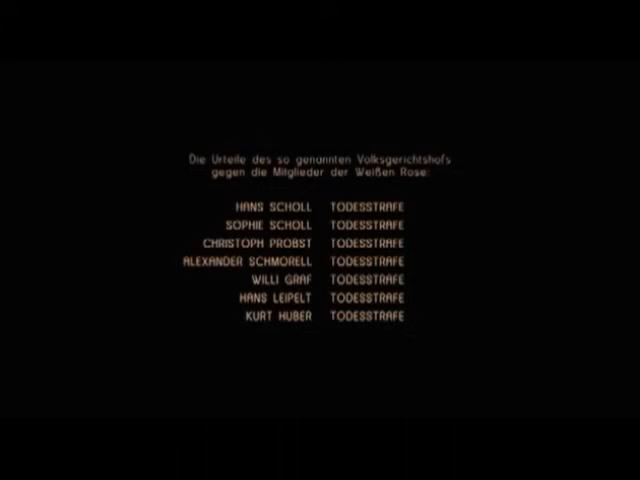 Die Urteile des so genannten Volksgerichtshofs
gegen die Mitglieder der Weißen Rose:
HANS SCHOLL TODESSTRAFE
SOPHIE SCHOLL TODESSTRAFE
CHRISTOPH PROBST TODESSTRAFE
ALEXANDER SCHMORELL TODESSTRAFE
WILLI GRAF TODESSTRAFE
HANS LEIPELT TODESSTRAFE
KURT HUBER TODESSTRAFE